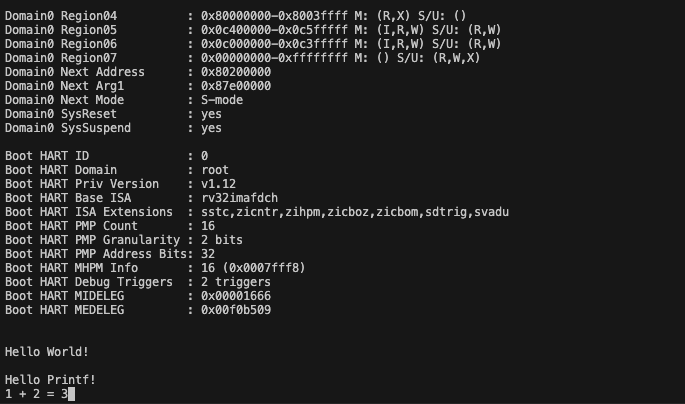 Domain0 Region04          : 0x80000000-0x8003ffff M: (R,X) S/U: ()
Domain0 Region05          : 0x0c400000-0x0c5fffff M: (I,R,W) S/U: (R,W)
Domain0 Region06          : 0x0c000000-0x0c3fffff M: (I,R,W) S/U: (R,W)
Domain0 Region07          : 0x00000000-0xffffffff M: () S/U: (R,W,X)
Domain0 Next Address      : 0x80200000
Domain0 Next Arg1         : 0x87e00000
Domain0 Next Mode         : S-mode
Domain0 SysReset          : yes
Domain0 SysSuspend        : yes

Boot HART ID              : 0
Boot HART Domain          : root
Boot HART Priv Version    : v1.12
Boot HART Base ISA        : rv32imafdch
Boot HART ISA Extensions  : sstc,zicntr,zihpm,zicboz,zicbom,sdtrig,svadu
Boot HART PMP Count       : 16
Boot HART PMP Granularity : 2 bits
Boot HART PMP Address Bits: 32
Boot HART MHPM Info       : 16 (0x0007fff8)
Boot HART Debug Triggers  : 2 triggers
Boot HART MIDELEG         : 0x00001666
Boot HART MEDELEG         : 0x00f0b509

Hello World!

Hello Printf!
1 + 2 = 3